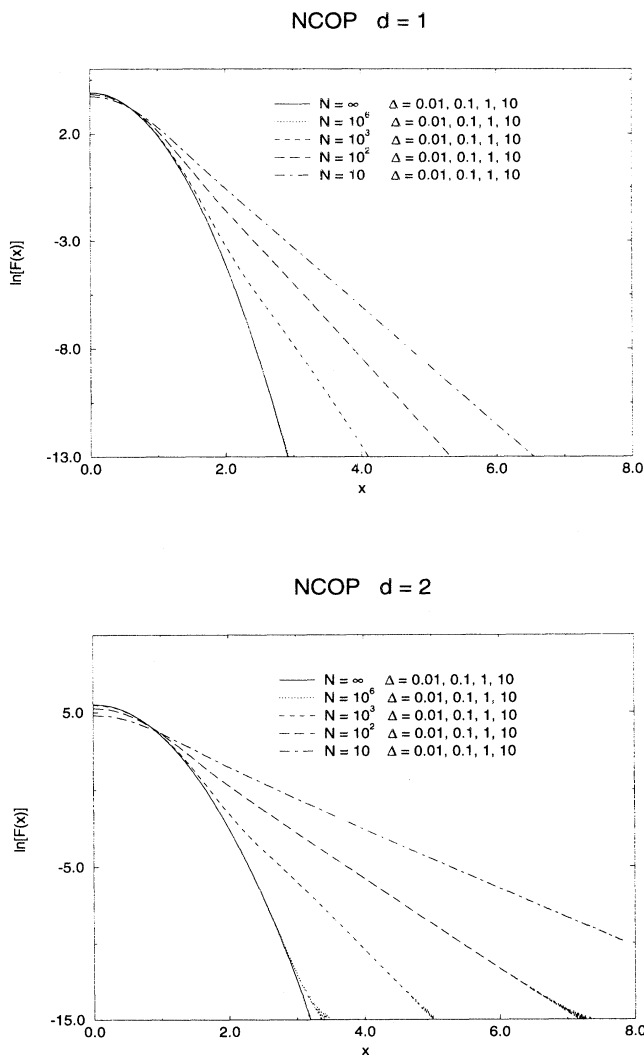 NCOP d = 1
N = ∞ Δ = 0.01, 0.1, 1, 10
N = 10⁶ Δ = 0.01, 0.1, 1, 10
N = 10³ Δ = 0.01, 0.1, 1, 10
N = 10² Δ = 0.01, 0.1, 1, 10
N = 10 Δ = 0.01, 0.1, 1, 10
2.0
-3.0
-8.0
-13.0
ln[F(x)]
0.0 2.0 4.0 6.0 8.0
x
NCOP d = 2
N = ∞ Δ = 0.01, 0.1, 1, 10
N = 10⁶ Δ = 0.01, 0.1, 1, 10
N = 10³ Δ = 0.01, 0.1, 1, 10
N = 10² Δ = 0.01, 0.1, 1, 10
N = 10 Δ = 0.01, 0.1, 1, 10
5.0
-5.0
-15.0
ln[F(x)]
0.0 2.0 4.0 6.0 8.0
x